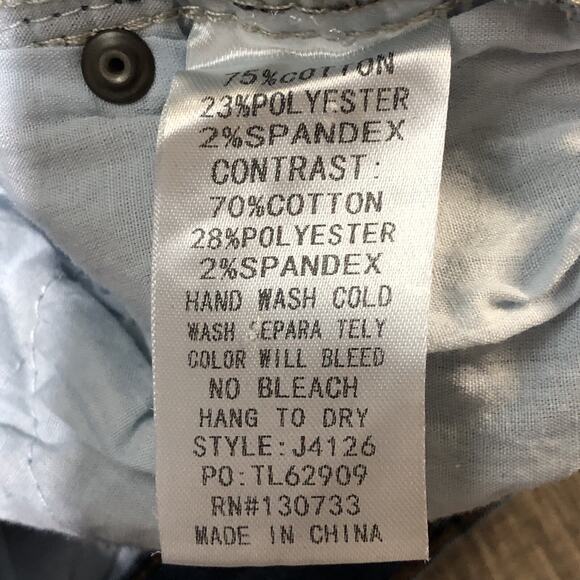 75%COTTON
23%POLYESTER
2%SPANDEX
CONTRAST:
70%COTTON
28%POLYESTER
2%SPANDEX
HAND WASH COLD
WASH SEPARA TELY
COLOR WILL BLEED
NO BLEACH
HANG TO DRY
STYLE:J4126
PO:TL62909
RN#130733
MADE IN CHINA